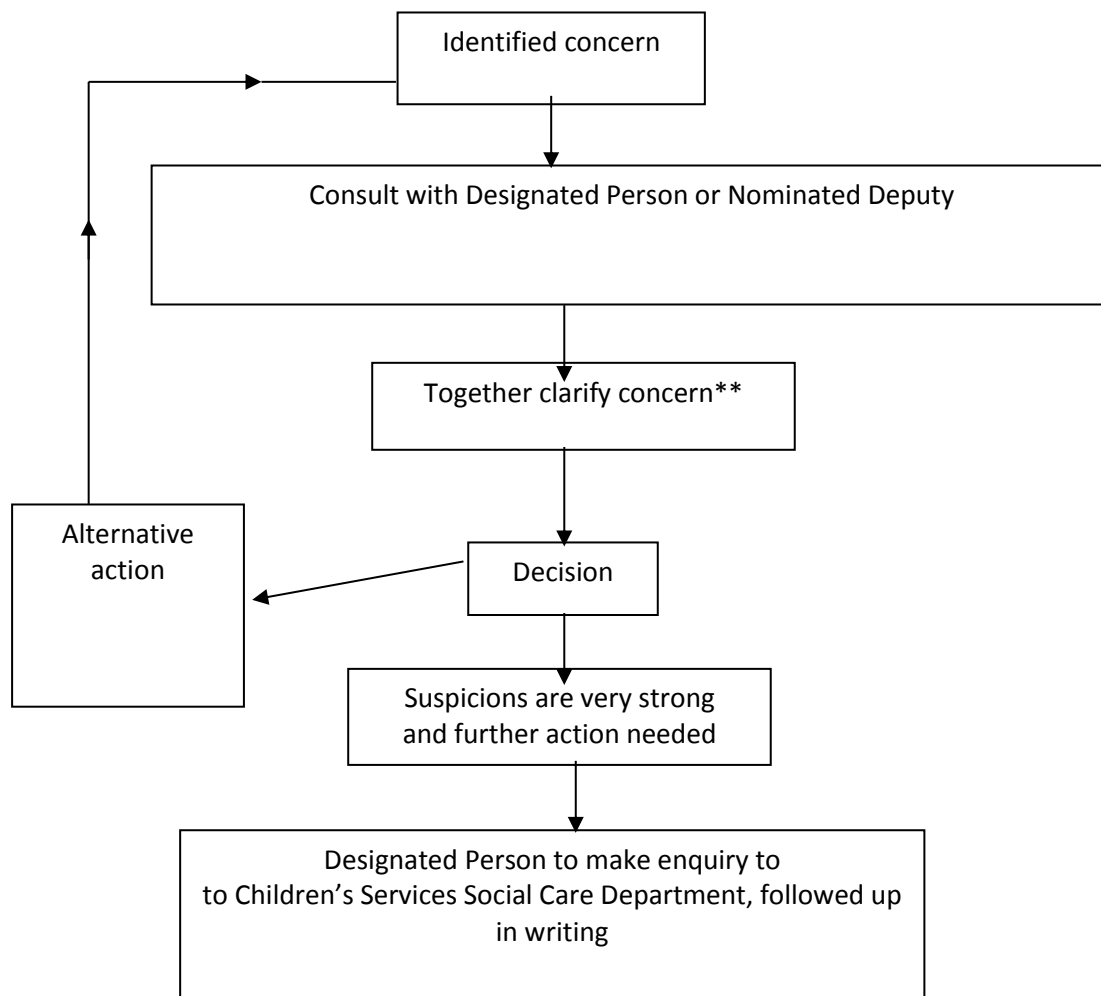 Identified concern
Consult with Designated Person or Nominated Deputy
Together clarify concern**
Alternative
action
Decision
Suspicions are very strong
and further action needed
Designated Person to make enquiry to
to Children’s Services Social Care Department, followed up
in writing